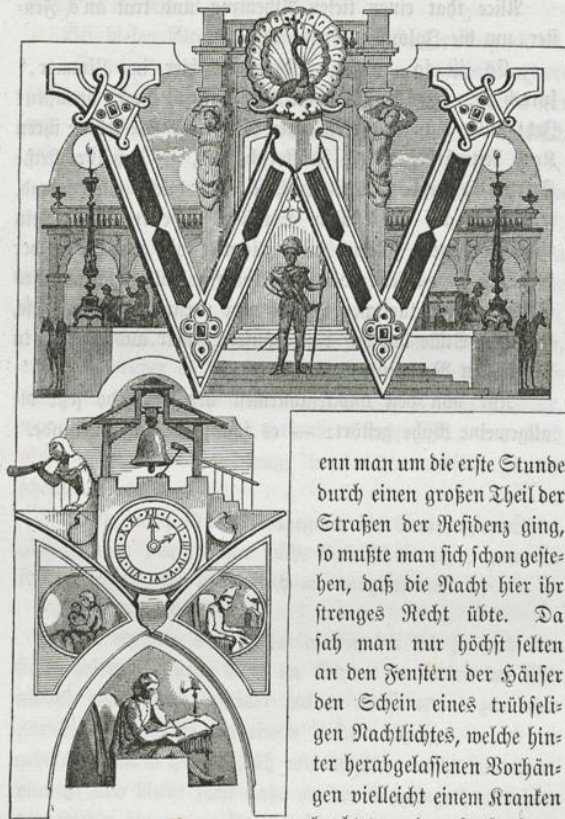 W
enn man um die erste Stunde
durch einen großen Theil der
Straßen der Residenz ging,
so mußte man sich schon geste-
hen, daß die Nacht hier ihr
strenges Recht übte. Da
sah man nur höchst selten
an den Fenstern der Häuser
den Schein eines trübseli-
gen Nachtlichtes, welche hin-
ter herabgelassenen Vorhän-
gen vielleicht einem Kranken